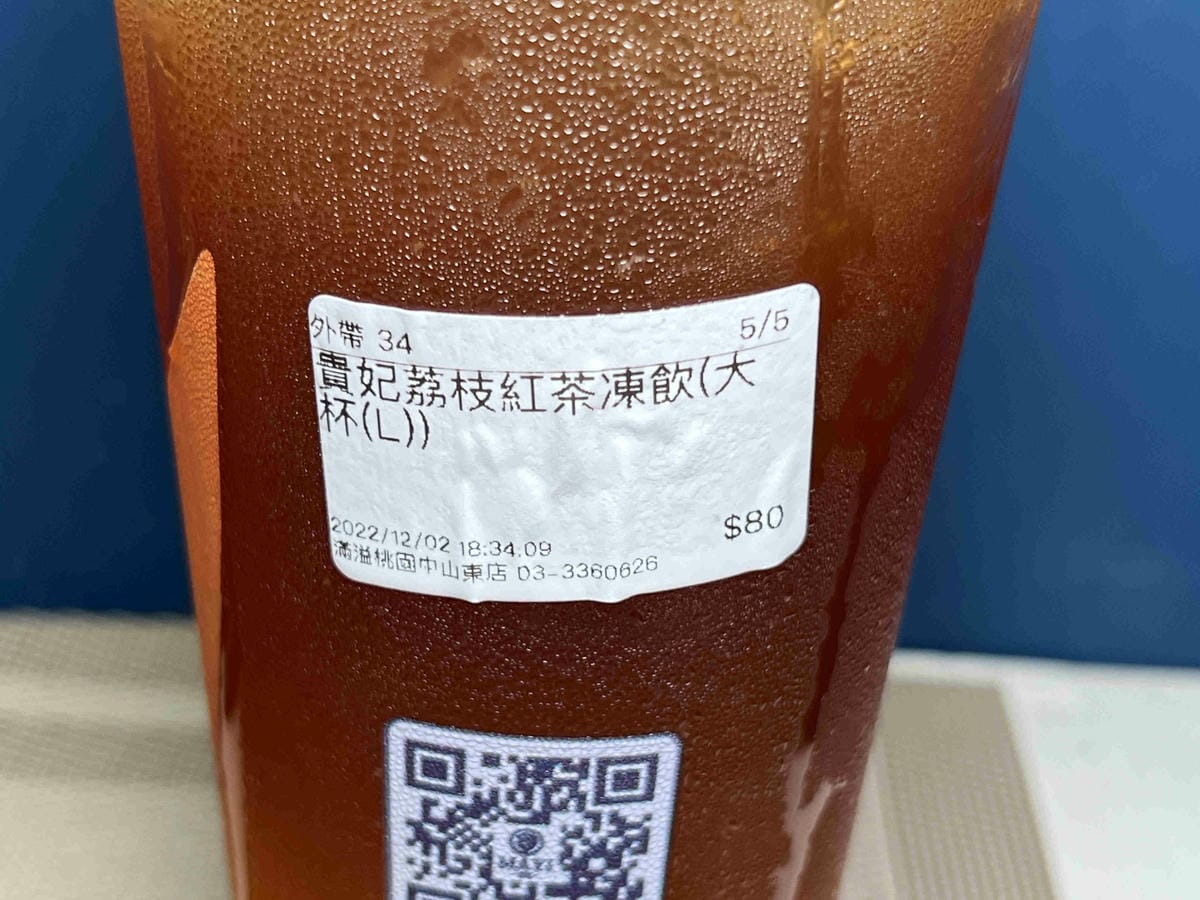 外帶 34 5/5
貴妃荔枝紅茶凍飲(大
杯(L))
$80
2022/12/02 18:34:09
滿溢桃園中山東店 03-3360626